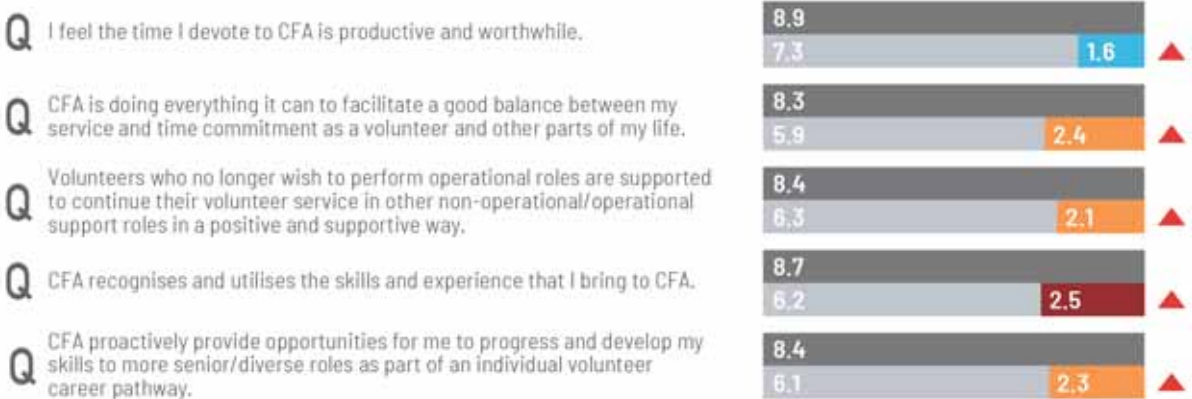 Q I feel the time I devote to CFA is productive and worthwhile.
8.9
7.3 1.6
Q CFA is doing everything it can to facilitate a good balance between my
service and time commitment as a volunteer and other parts of my life.
8.3
5.9 2.4
Q Volunteers who no longer wish to perform operational roles are supported
to continue their volunteer service in other non-operational/operational
support roles in a positive and supportive way.
8.4
6.3 2.1
Q CFA recognises and utilises the skills and experience that I bring to CFA.
8.7
6.2 2.5
Q CFA proactively provide opportunities for me to progress and develop my
skills to more senior/diverse roles as part of an individual volunteer
career pathway.
8.4
6.1 2.3